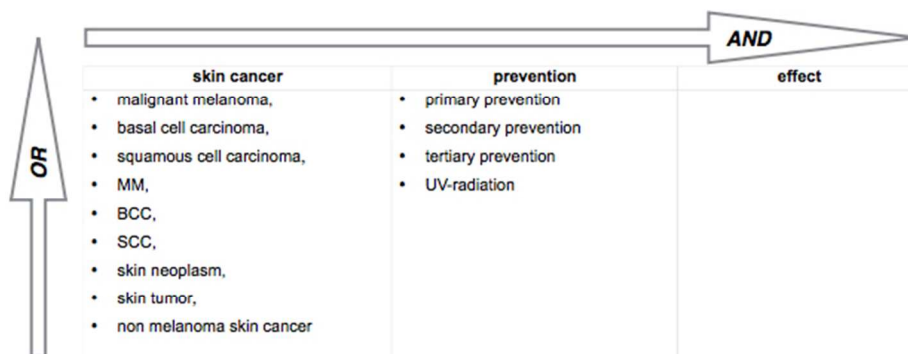 AND
skin cancer
prevention
effect
• malignant melanoma,
• basal cell carcinoma,
• squamous cell carcinoma,
• MM,
• BCC,
• SCC,
• skin neoplasm,
• skin tumor,
• non melanoma skin cancer
• primary prevention
• secondary prevention
• tertiary prevention
• UV-radiation
OR